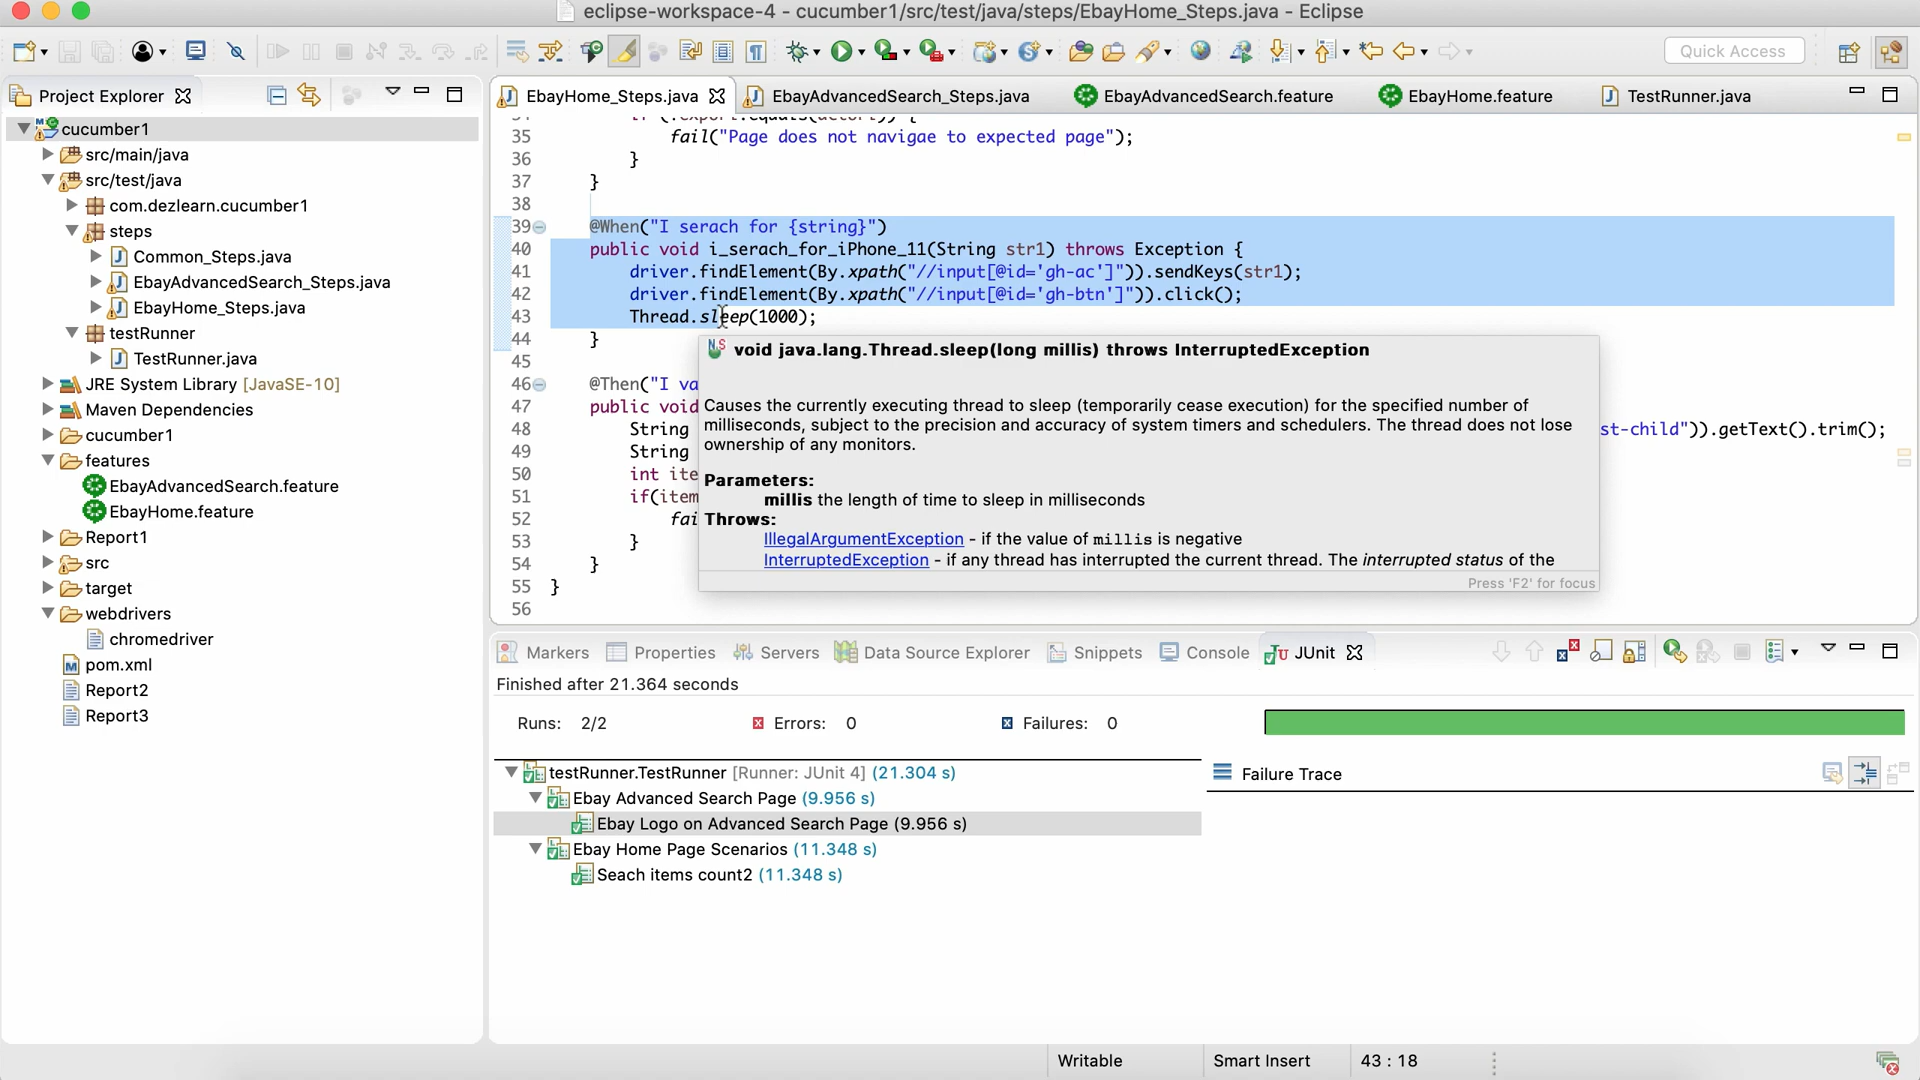 eclipse-workspace-4 - cucumber1/src/test/java/steps/EbayHome_Steps.java - Eclipse
Quick Access
Project Explorer
cucumber1
src/main/java
src/test/java
com.dezlearn.cucumber1
steps
Common_Steps.java
EbayAdvancedSearch_Steps.java
EbayHome_Steps.java
testRunner
TestRunner.java
JRE System Library [JavaSE-10]
Maven Dependencies
cucumber1
features
EbayAdvancedSearch.feature
EbayHome.feature
Report1
src
target
webdrivers
chromedriver
pom.xml
Report2
Report3
EbayHome_Steps.java
EbayAdvancedSearch_Steps.java
EbayAdvancedSearch.feature
EbayHome.feature
TestRunner.java
35 fail("Page does not navigae to expected page");
36 }
37 }
38
39 @When("I serach for {string}")
40 public void i_serach_for_iPhone_11(String str1) throws Exception {
41 driver.findElement(By.xpath("//input[@id='gh-ac']")).sendKeys(str1);
42 driver.findElement(By.xpath("//input[@id='gh-btn']")).click();
43 Thread.sleep(1000);
44 }
45
46 @Then("I va
47 public void
48 String st-child")).getText().trim();
49 String
50 int ite
51 if(item
52 fai
53 }
54 }
55 }
56
void java.lang.Thread.sleep(long millis) throws InterruptedException
Causes the currently executing thread to sleep (temporarily cease execution) for the specified number of
milliseconds, subject to the precision and accuracy of system timers and schedulers. The thread does not lose
ownership of any monitors.
Parameters:
millis the length of time to sleep in milliseconds
Throws:
IllegalArgumentException - if the value of millis is negative
InterruptedException - if any thread has interrupted the current thread. The interrupted status of the
Press 'F2' for focus
Markers
Properties
Servers
Data Source Explorer
Snippets
Console
JUnit
Finished after 21.364 seconds
Runs: 2/2
Errors: 0
Failures: 0
testRunner.TestRunner [Runner: JUnit 4] (21.304 s)
Ebay Advanced Search Page (9.956 s)
Ebay Logo on Advanced Search Page (9.956 s)
Ebay Home Page Scenarios (11.348 s)
Seach items count2 (11.348 s)
Failure Trace
Writable
Smart Insert
43 : 18